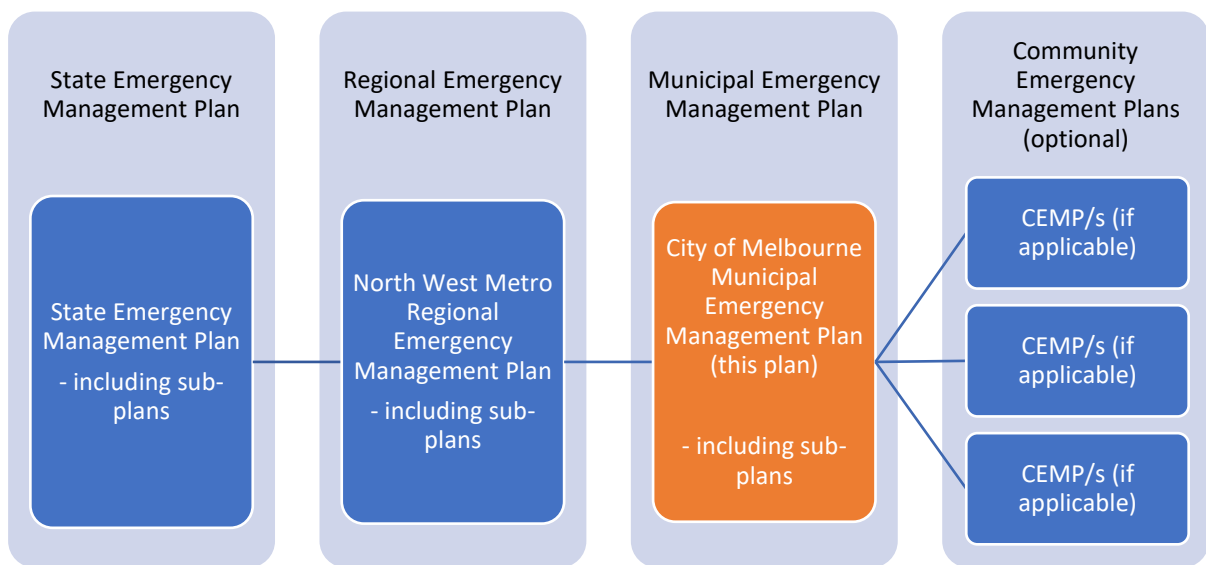 State Emergency
Management Plan
State Emergency
Management Plan
- including sub-
plans
Regional Emergency
Management Plan
North West Metro
Regional
Emergency
Management Plan
- including sub-
plans
Municipal Emergency
Management Plan
City of Melbourne
Municipal
Emergency
Management Plan
(this plan)
- including sub-
plans
Community
Emergency
Management Plans
(optional)
CEMP/s (if
applicable)
CEMP/s (if
applicable)
CEMP/s (if
applicable)